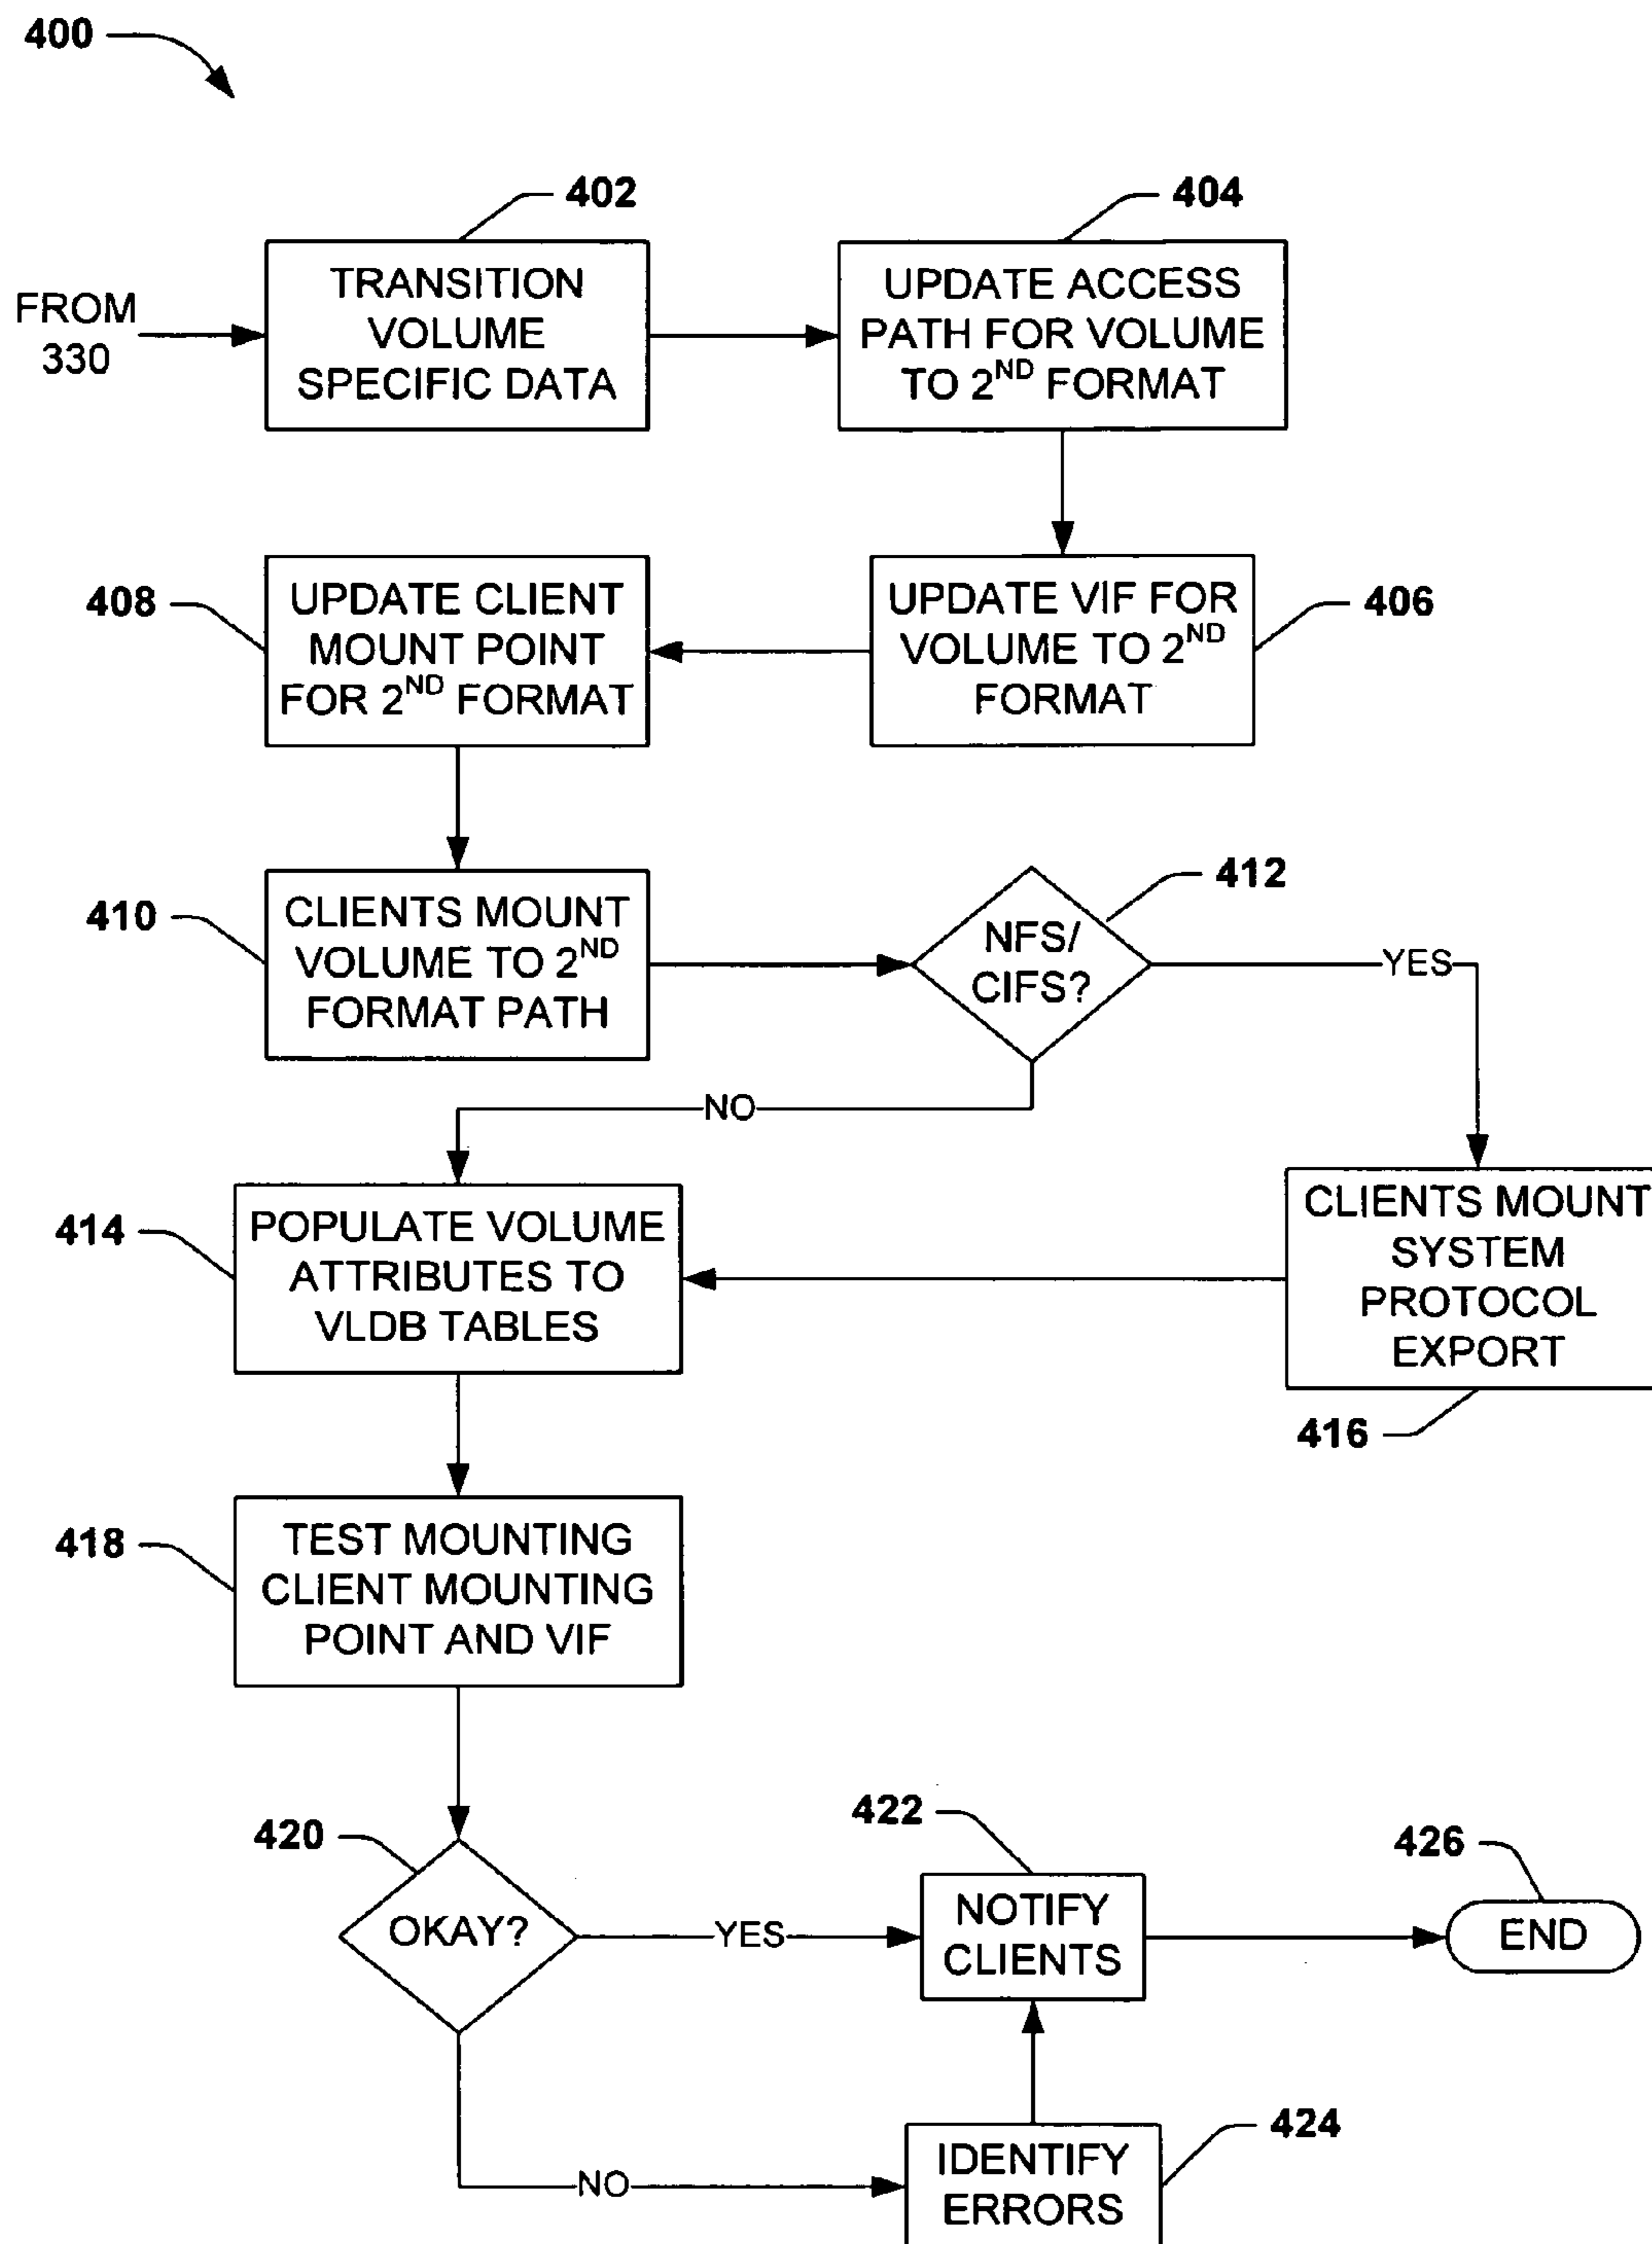 400
402
404
FROM
330
TRANSITION
VOLUME
SPECIFIC DATA
UPDATE ACCESS
PATH FOR VOLUME
TO 2ND FORMAT
408
UPDATE CLIENT
MOUNT POINT
FOR 2ND FORMAT
UPDATE VIF FOR
VOLUME TO 2ND
FORMAT
406
410
CLIENTS MOUNT
VOLUME TO 2ND
FORMAT PATH
412
NFS/
CIFS?
YES
NO
414
POPULATE VOLUME
ATTRIBUTES TO
VLDB TABLES
CLIENTS MOUNT
SYSTEM
PROTOCOL
EXPORT
416
418
TEST MOUNTING
CLIENT MOUNTING
POINT AND VIF
420
OKAY?
YES
422
NOTIFY
CLIENTS
426
END
NO
IDENTIFY
ERRORS
424